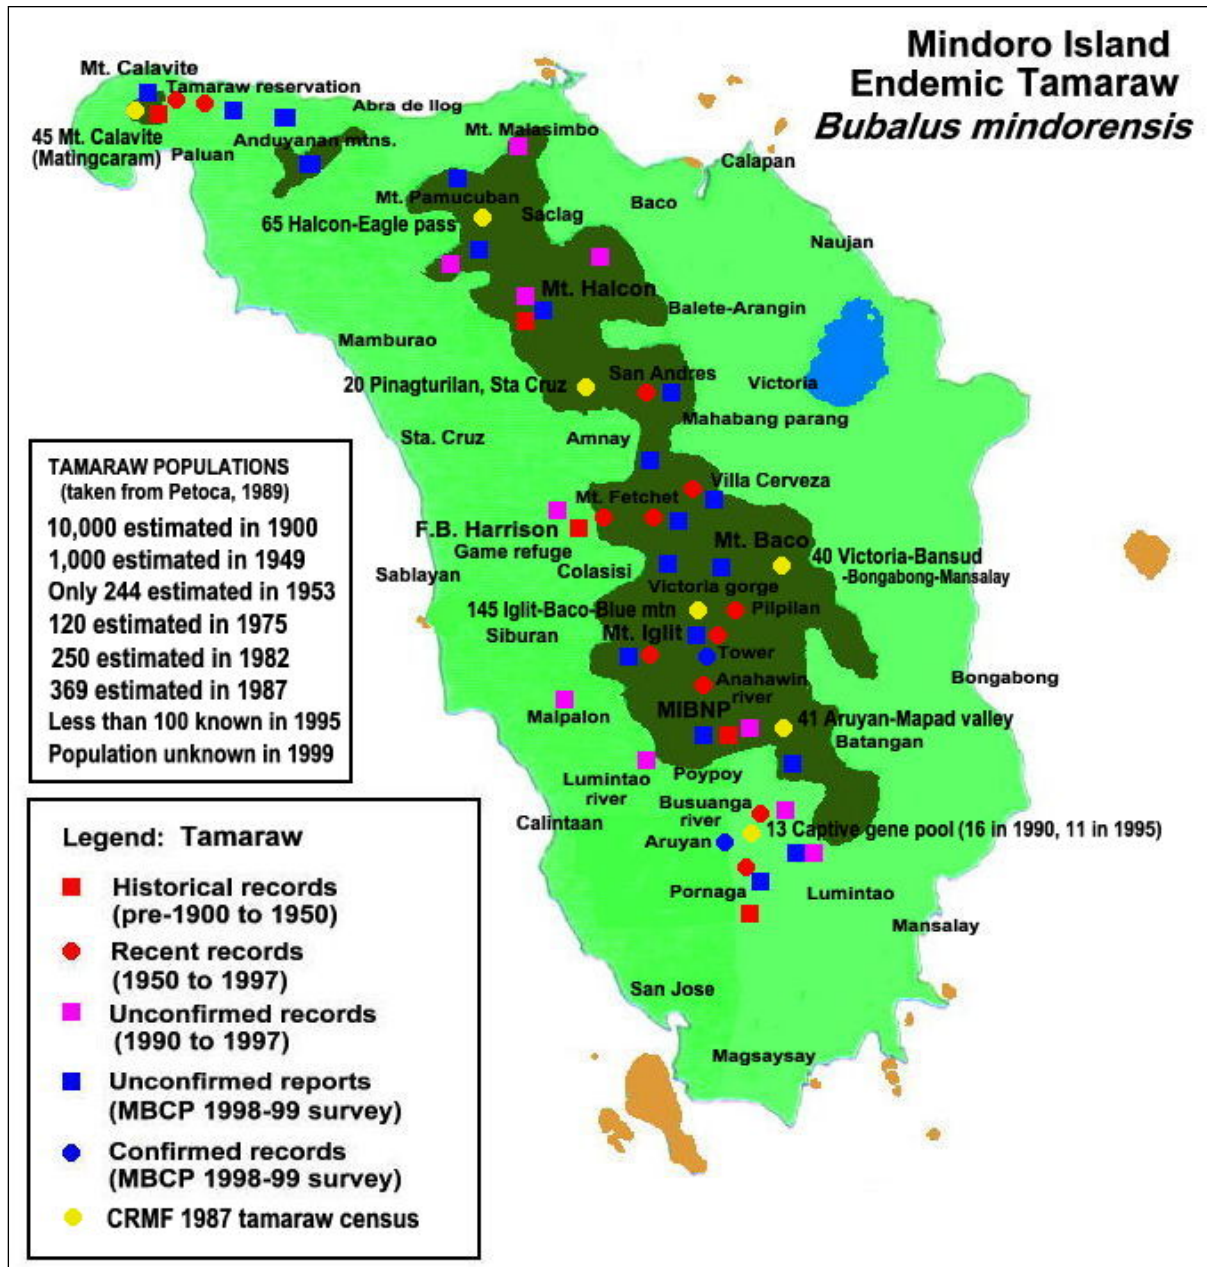 Mindoro Island
Endemic Tamaraw
Bubalus mindorensis
Mt. Calavite
Tamaraw reservation
Abra de Ilog
45 Mt. Calavite
(Matingcaram)
Paluan
Anduyanan mtns.
Mt. Malasimbo
Calapan
Mt. Pamucuban
Saclag
Baco
65 Halcon-Eagle pass
Naujan
Mt. Halcon
Balete-Arangin
Mamburao
San Andres
20 Pinagturilan, Sta Cruz
Victoria
Mahabang parang
Sta. Cruz
Amnay
Villa Cerveza
Mt. Fetchet
F.B. Harrison
Game refuge
Mt. Baco
40 Victoria-Bansud
-Bongabong-Mansalay
Sablayan
Colasisi
Victoria gorge
145 Iglit-Baco-Blue mtn
Pilpilan
Siburan
Mt. Iglit
Tower
Anahawin
river
Bongabong
MIBNP
Malpalon
41 Aruyan-Mapad valley
Batangan
Lumintao
river
Poypoy
Busuanga
river
Calintaan
13 Captive gene pool (16 in 1990, 11 in 1995)
Aruyan
Pornaga
Lumintao
Mansalay
San Jose
Magsaysay
TAMARAW POPULATIONS
(taken from Petoca, 1989)
10,000 estimated in 1900
1,000 estimated in 1949
Only 244 estimated in 1953
120 estimated in 1975
250 estimated in 1982
369 estimated in 1987
Less than 100 known in 1995
Population unknown in 1999
Legend: Tamaraw
Historical records
(pre-1900 to 1950)
Recent records
(1950 to 1997)
Unconfirmed records
(1990 to 1997)
Unconfirmed reports
(MBCP 1998-99 survey)
Confirmed records
(MBCP 1998-99 survey)
CRMF 1987 tamaraw census